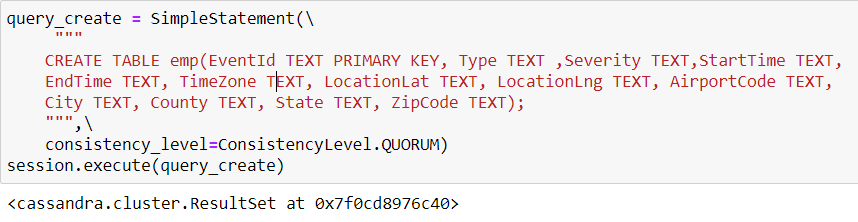 query_create = SimpleStatement(\
"""
CREATE TABLE emp(EventId TEXT PRIMARY KEY, Type TEXT ,Severity TEXT,StartTime TEXT,
EndTime TEXT, TimeZone TEXT, LocationLat TEXT, LocationLng TEXT, AirportCode TEXT,
City TEXT, County TEXT, State TEXT, ZipCode TEXT);
""",\
consistency_level=ConsistencyLevel.QUORUM)
session.execute(query_create)
<cassandra.cluster.ResultSet at 0x7f0cd8976c40>